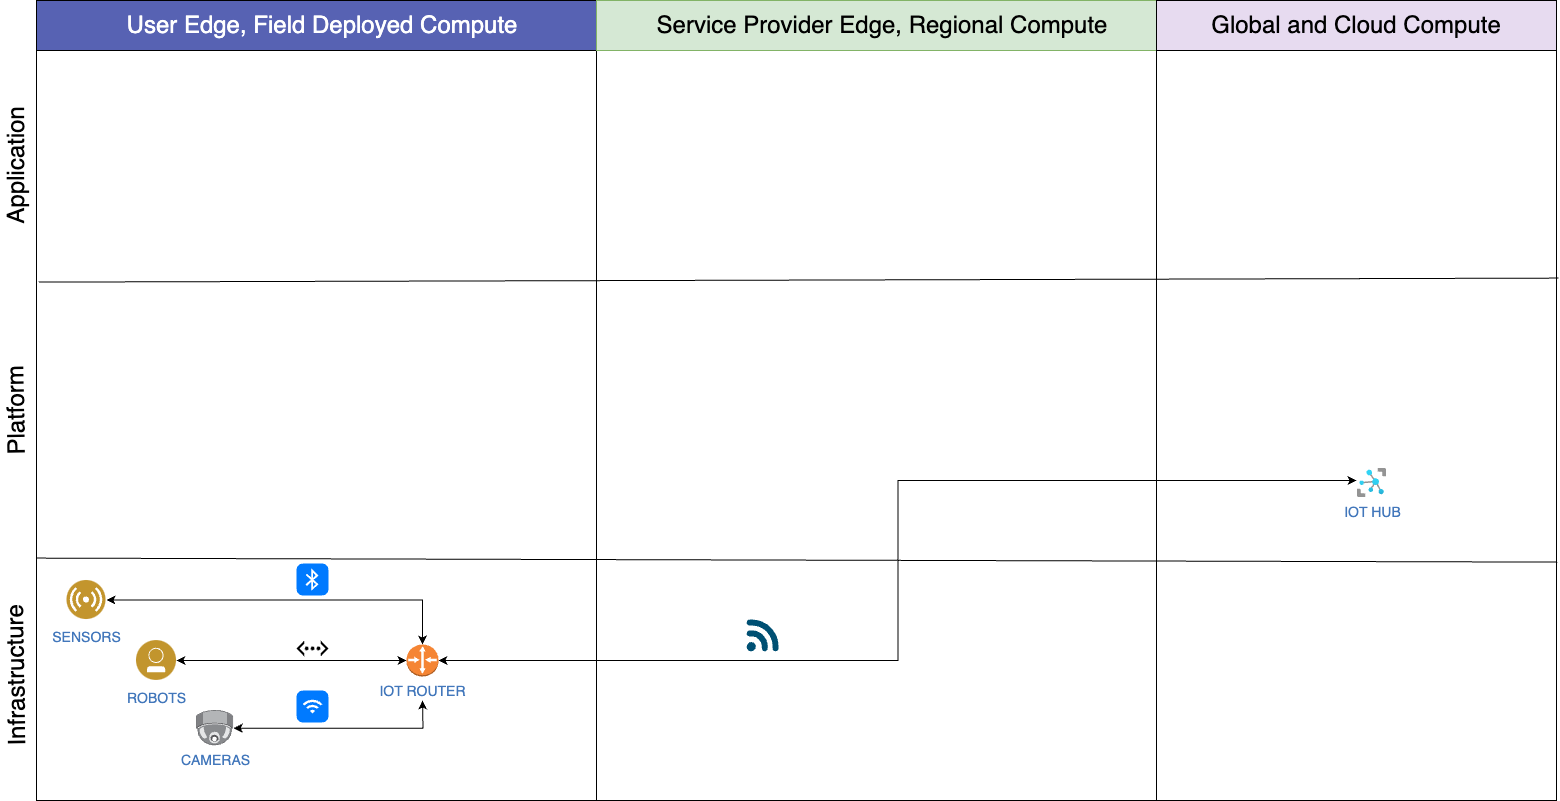 User Edge, Field Deployed Compute
Service Provider Edge, Regional Compute
Global and Cloud Compute
Application
Platform
IOT HUB
Infrastructure
SENSORS
ROBOTS
IOT ROUTER
CAMERAS